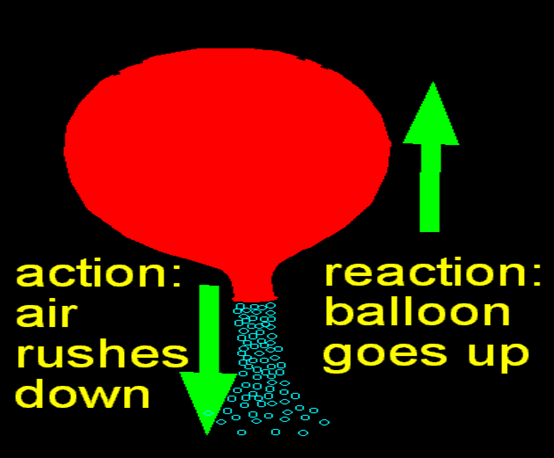 action:
air
rushes
down
reaction:
balloon
goes up